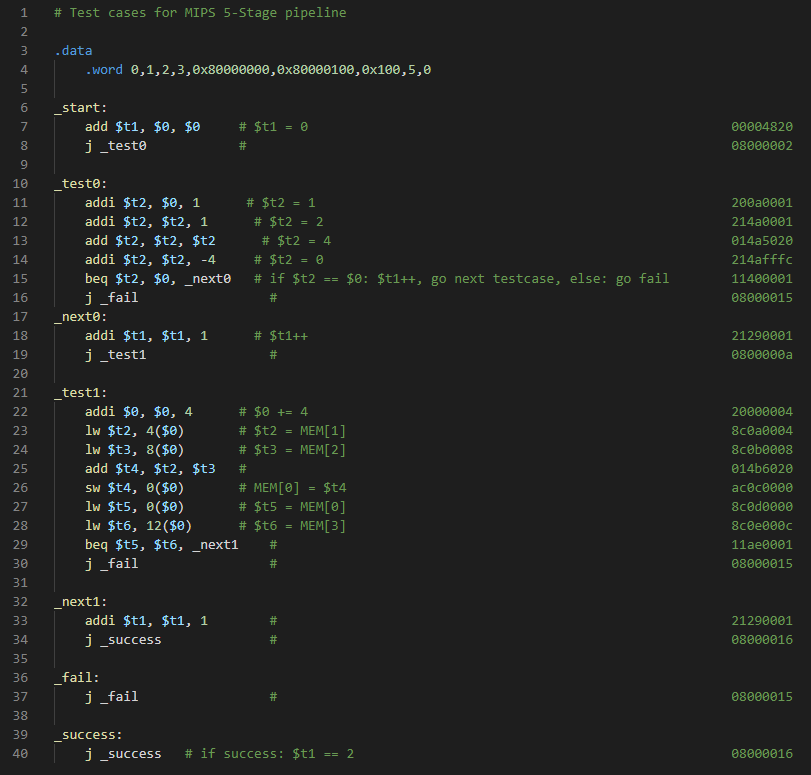 1 # Test cases for MIPS 5-Stage pipeline
2
3 .data
4 .word 0,1,2,3,0x80000000,0x80000100,0x100,5,0
5
6 _start:
7 add $t1, $0, $0 # $t1 = 0 00004820
8 j _test0 # 08000002
9
10 _test0:
11 addi $t2, $0, 1 # $t2 = 1 200a0001
12 addi $t2, $t2, 1 # $t2 = 2 214a0001
13 add $t2, $t2, $t2 # $t2 = 4 014a5020
14 addi $t2, $t2, -4 # $t2 = 0 214afffc
15 beq $t2, $0, _next0 # if $t2 == $0: $t1++, go next testcase, else: go fail 11400001
16 j _fail # 08000015
17 _next0:
18 addi $t1, $t1, 1 # $t1++ 21290001
19 j _test1 # 0800000a
20
21 _test1:
22 addi $0, $0, 4 # $0 += 4 20000004
23 lw $t2, 4($0) # $t2 = MEM[1] 8c0a0004
24 lw $t3, 8($0) # $t3 = MEM[2] 8c0b0008
25 add $t4, $t2, $t3 # 014b6020
26 sw $t4, 0($0) # MEM[0] = $t4 ac0c0000
27 lw $t5, 0($0) # $t5 = MEM[0] 8c0d0000
28 lw $t6, 12($0) # $t6 = MEM[3] 8c0e000c
29 beq $t5, $t6, _next1 # 11ae0001
30 j _fail # 08000015
31
32 _next1:
33 addi $t1, $t1, 1 # 21290001
34 j _success # 08000016
35
36 _fail:
37 j _fail # 08000015
38
39 _success:
40 j _success # if success: $t1 == 2 08000016